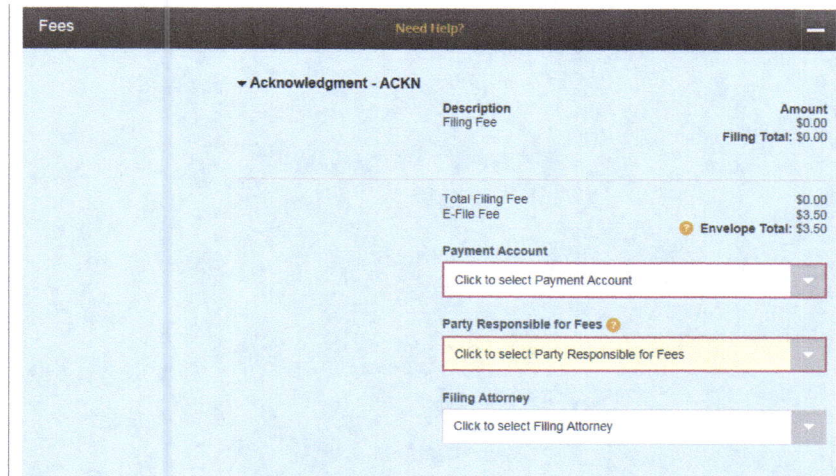 Fees Need Help?
Acknowledgment - ACKN
Description Amount
Filing Fee $0.00
Filing Total: $0.00
Total Filing Fee $0.00
E-File Fee $3.50
Envelope Total: $3.50
Payment Account
Click to select Payment Account
Party Responsible for Fees
Click to select Party Responsible for Fees
Filing Attorney
Click to select Filing Attorney